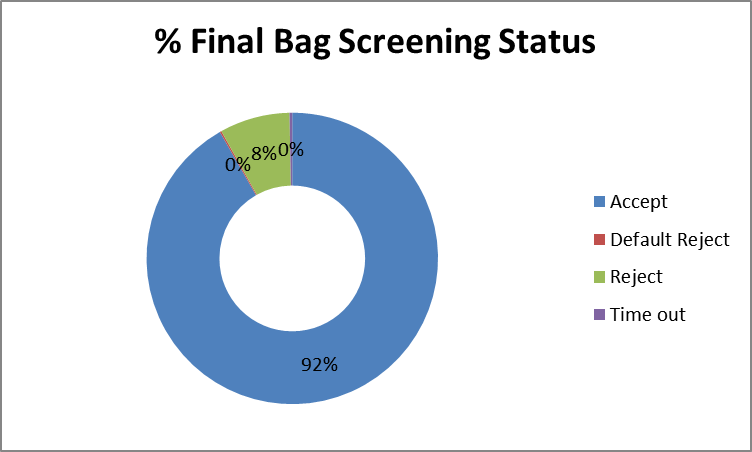 % Final Bag Screening Status
0%
8%
0%
92%
Accept
Default Reject
Reject
Time out